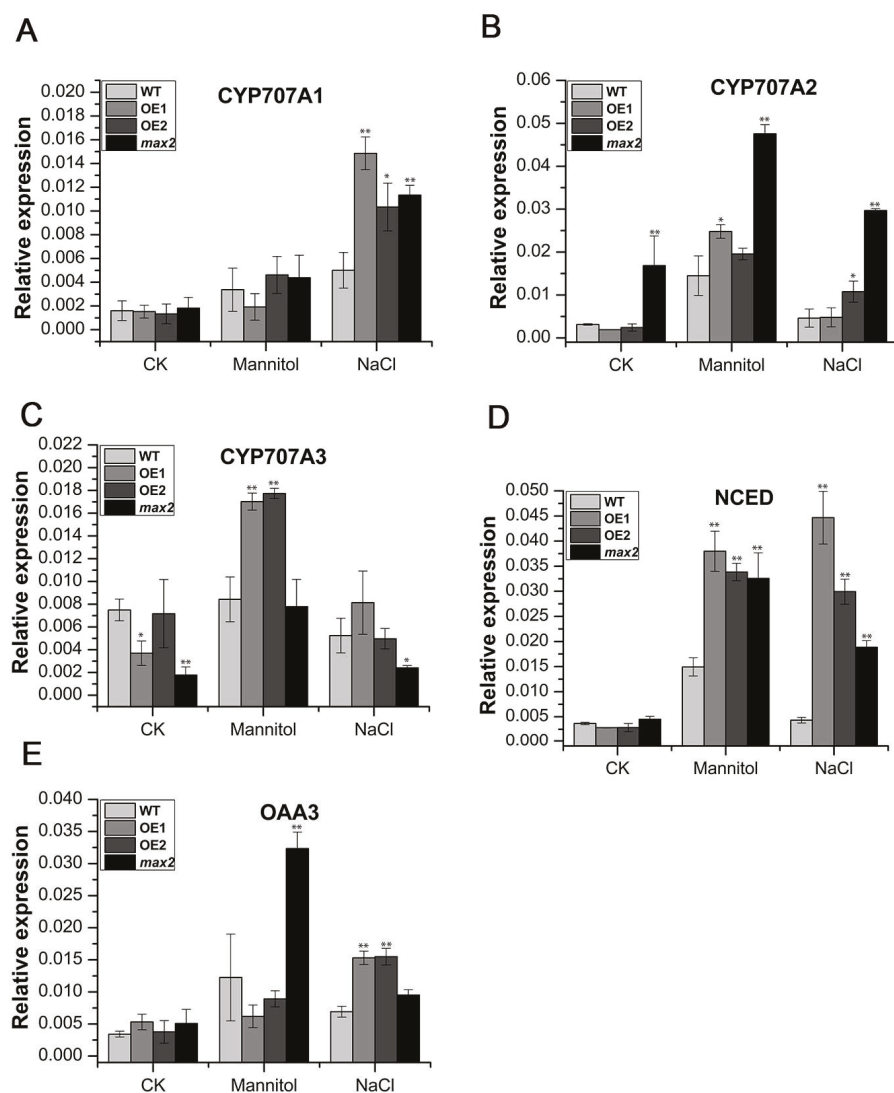 A
CYP707A1
WT
OE1
OE2
max2
Relative expression
0.020
0.018
0.016
0.014
0.012
0.010
0.008
0.006
0.004
0.002
0.000
**
*
**
CK
Mannitol
NaCl
B
CYP707A2
WT
OE1
OE2
max2
Relative expression
0.06
0.05
0.04
0.03
0.02
0.01
0.00
**
*
**
*
**
CK
Mannitol
NaCl
C
CYP707A3
WT
OE1
OE2
max2
Relative expression
0.022
0.020
0.018
0.016
0.014
0.012
0.010
0.008
0.006
0.004
0.002
0.000
*
**
**
**
*
CK
Mannitol
NaCl
D
NCED
WT
OE1
OE2
max2
Relative expression
0.050
0.045
0.040
0.035
0.030
0.025
0.020
0.015
0.010
0.005
0.000
**
**
**
**
**
**
CK
Mannitol
NaCl
E
OAA3
WT
OE1
OE2
max2
Relative expression
0.040
0.035
0.030
0.025
0.020
0.015
0.010
0.005
0.000
**
**
**
CK
Mannitol
NaCl